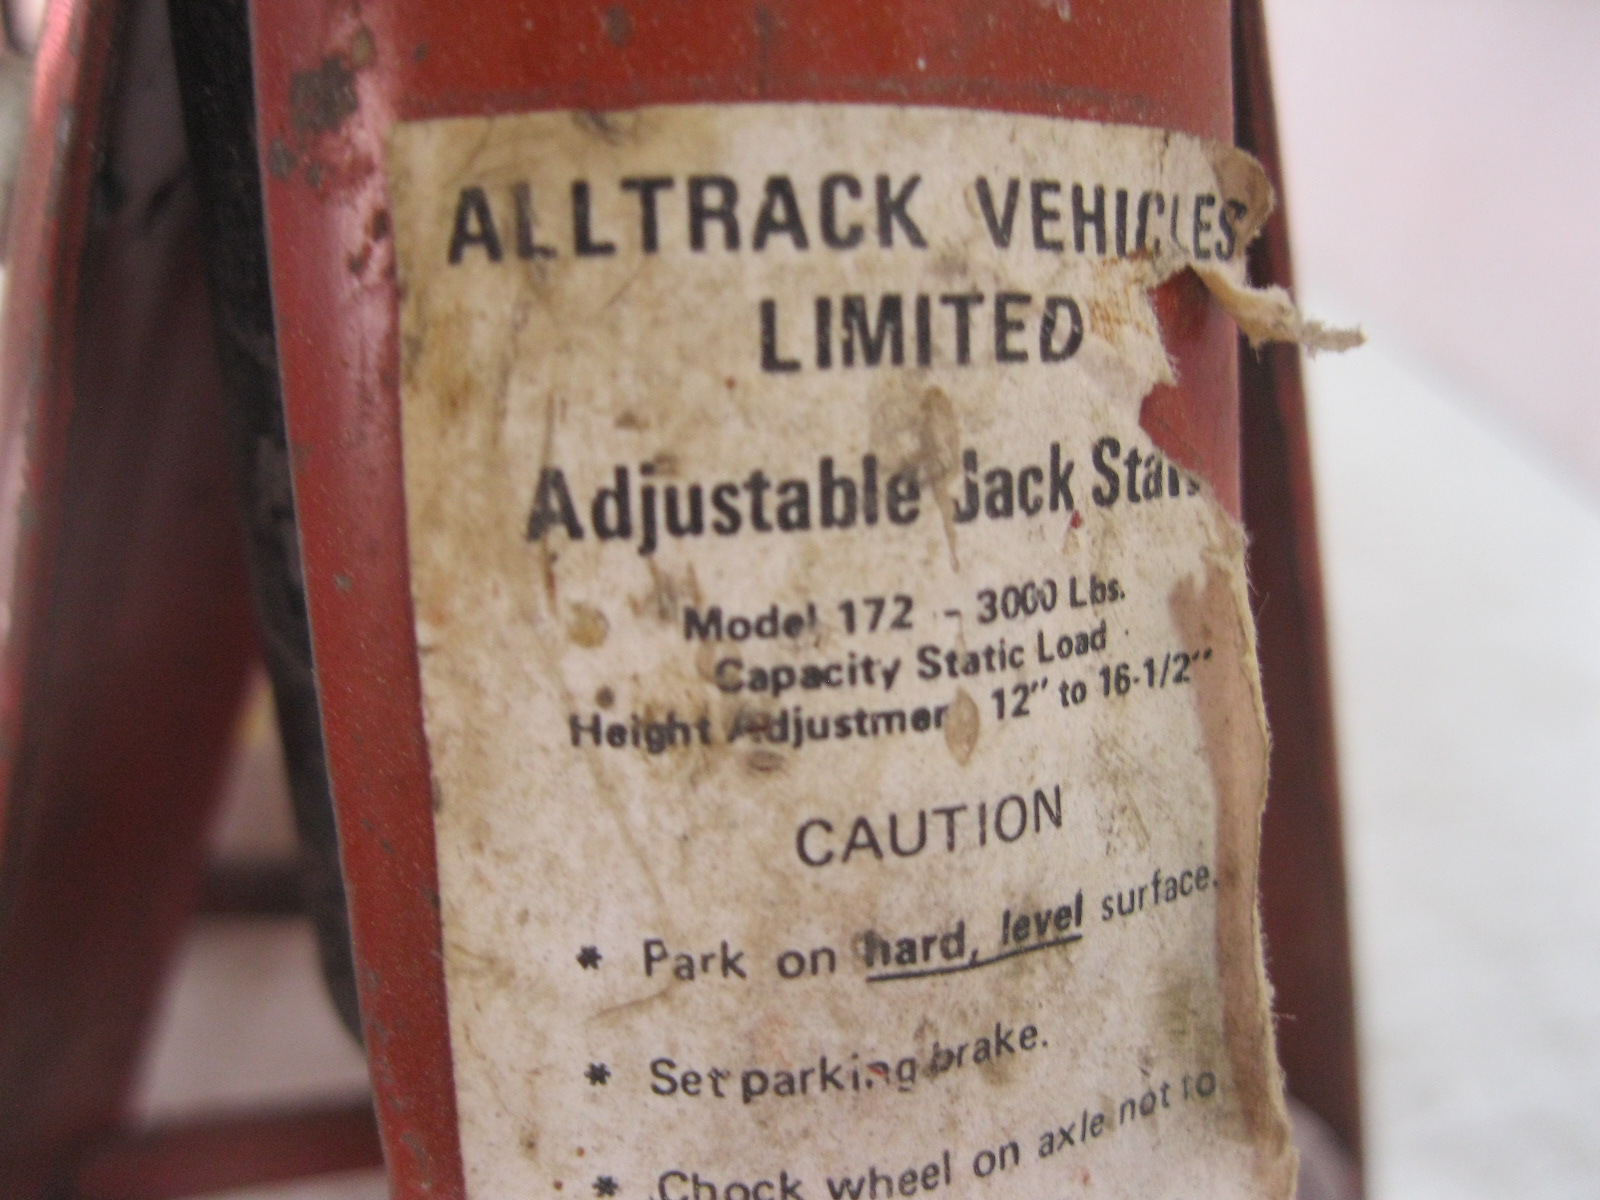 ALLTRACK VEHICLES
LIMITED
Adjustable Jack
Model 172 - 3000 Lbs.
Capacity Static Load
Height Adjustment 12" to 16-1/2"
CAUTION
* Park on hard, level surface.
* Set parking brake.
* Chock wheel on axle not to